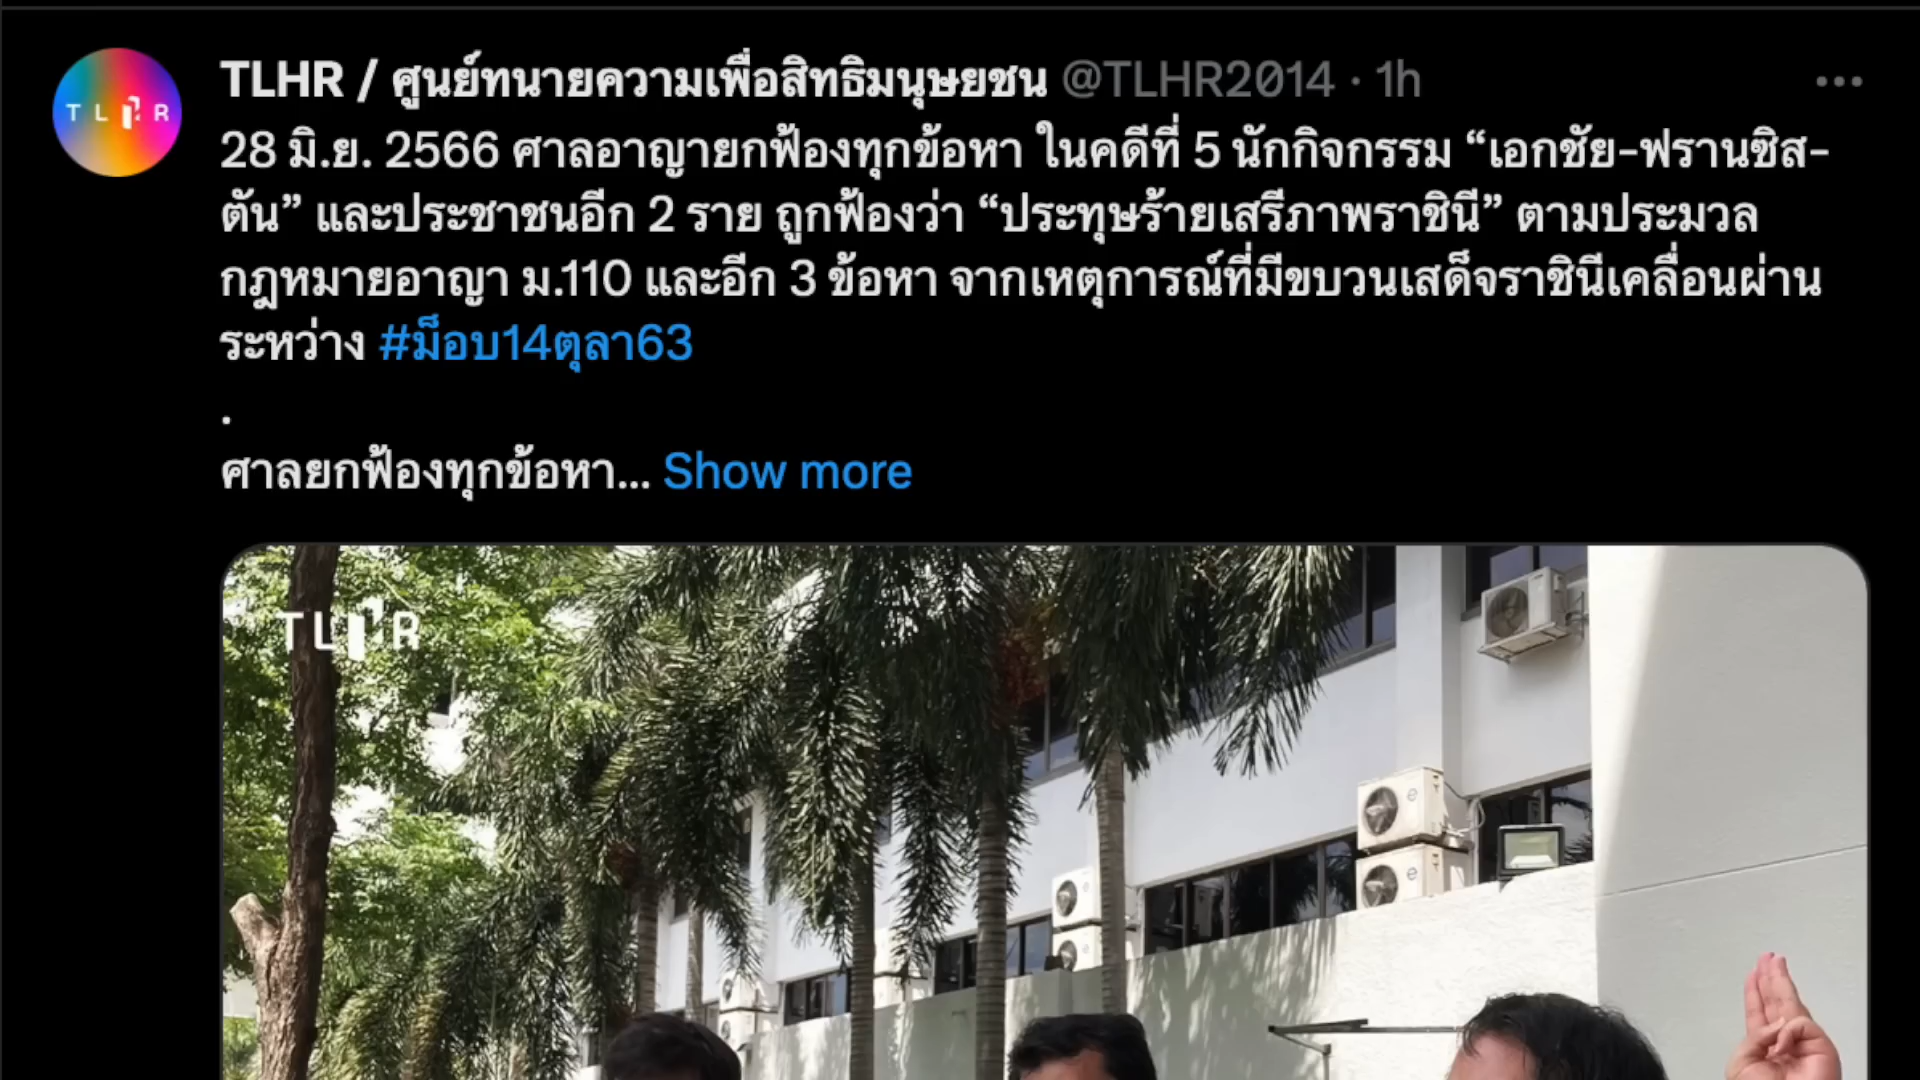 TLHR
TLHR / ศูนย์ทนายความเพื่อสิทธิมนุษยชน @TLHR2014 · 1h
28 มิ.ย. 2566 ศาลอาญายกฟ้องทุกข้อหา ในคดีที่ 5 นักกิจกรรม “เอกชัย-ฟรานซิส-
ตัน” และประชาชนอีก 2 ราย ถูกฟ้องว่า “ประทุษร้ายเสรีภาพราชินี” ตามประมวล
กฎหมายอาญา ม.110 และอีก 3 ข้อหา จากเหตุการณ์ที่มีขบวนเสด็จราชินีเคลื่อนผ่าน
ระหว่าง #ม็อบ14ตุลา63
.
ศาลยกฟ้องทุกข้อหา... Show more
TLHR